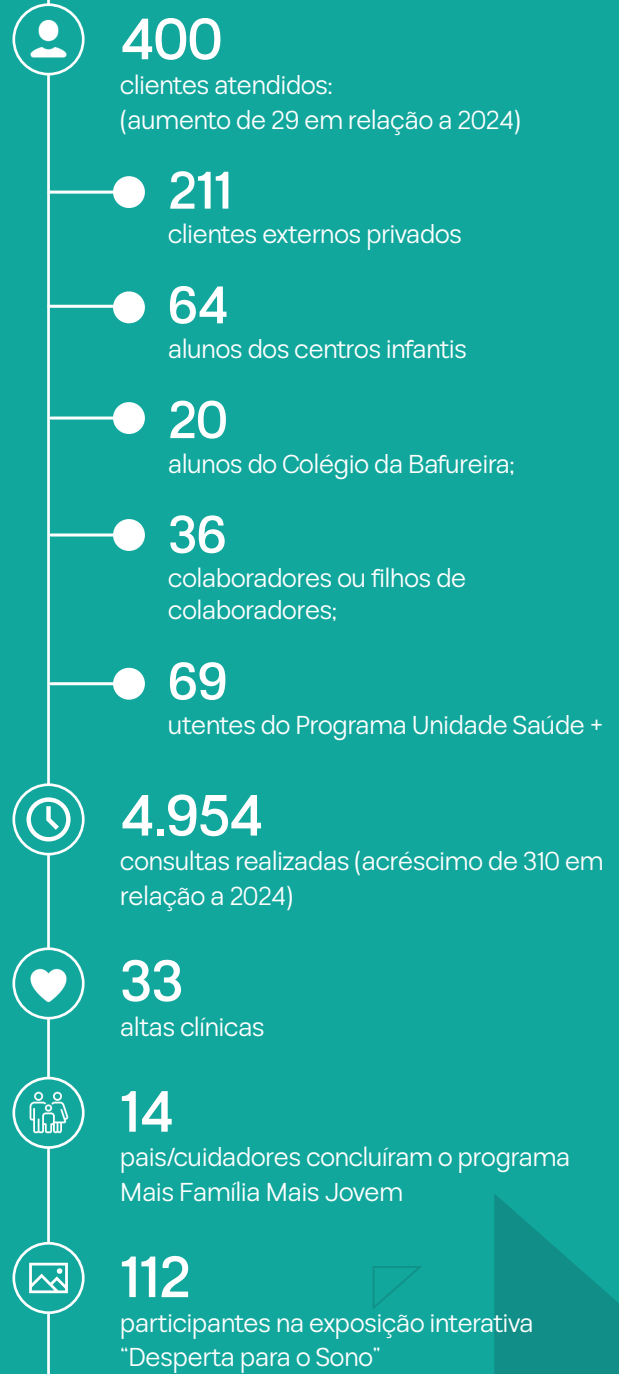 400
clientes atendidos:
(aumento de 29 em relação a 2024)
211
clientes externos privados
64
alunos dos centros infantis
20
alunos do Colégio da Bafureira;
36
colaboradores ou filhos de
colaboradores;
69
utentes do Programa Unidade Saúde +
4.954
consultas realizadas (acréscimo de 310 em
relação a 2024)
33
altas clínicas
14
pais/cuidadores concluíram o programa
Mais Família Mais Jovem
112
participantes na exposição interativa
“Desperta para o Sono”